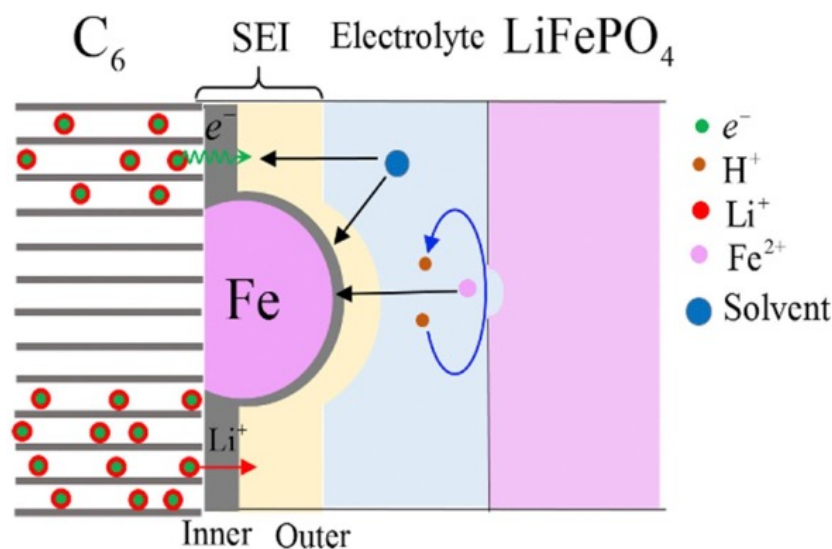 C₆
SEI
Electrolyte
LiFePO₄
e⁻
Fe
Li⁺
Inner
Outer
e⁻
H⁺
Li⁺
Fe²⁺
Solvent